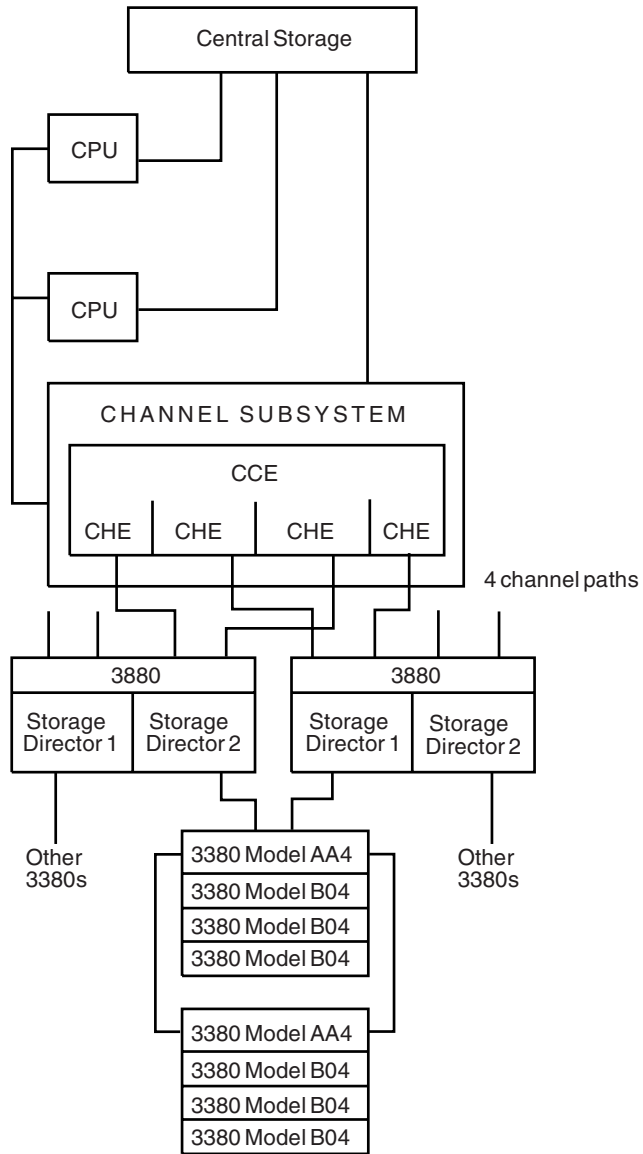 Central Storage
CPU
CPU
CHANNEL SUBSYSTEM
CCE
CHE CHE CHE CHE
4 channel paths
3880
3880
Storage
Director 1
Storage
Director 2
Storage
Director 1
Storage
Director 2
Other
3380s
Other
3380s
3380 Model AA4
3380 Model B04
3380 Model B04
3380 Model B04
3380 Model AA4
3380 Model B04
3380 Model B04
3380 Model B04